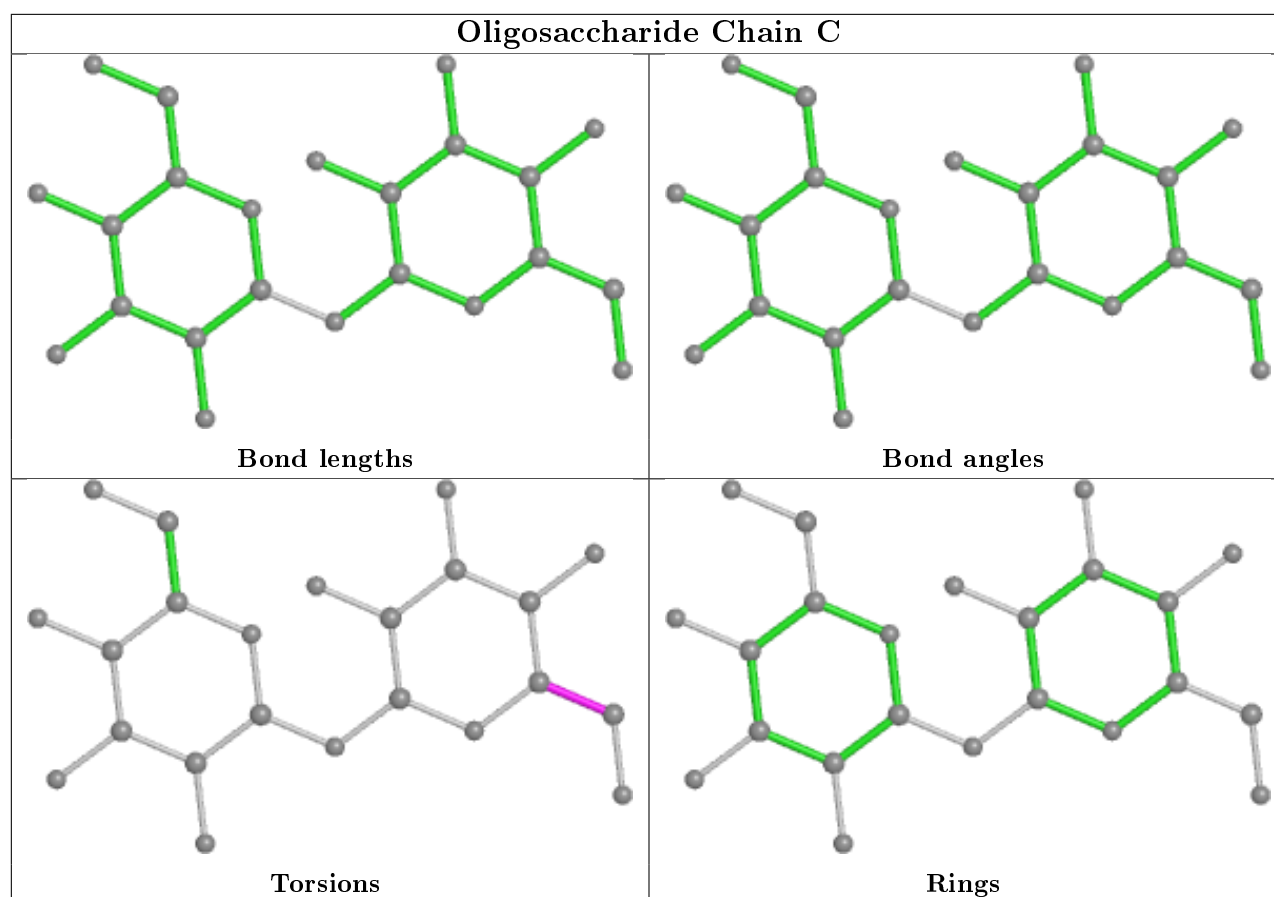 Oligosaccharide Chain C
Bond lengths
Bond angles
Torsions
Rings